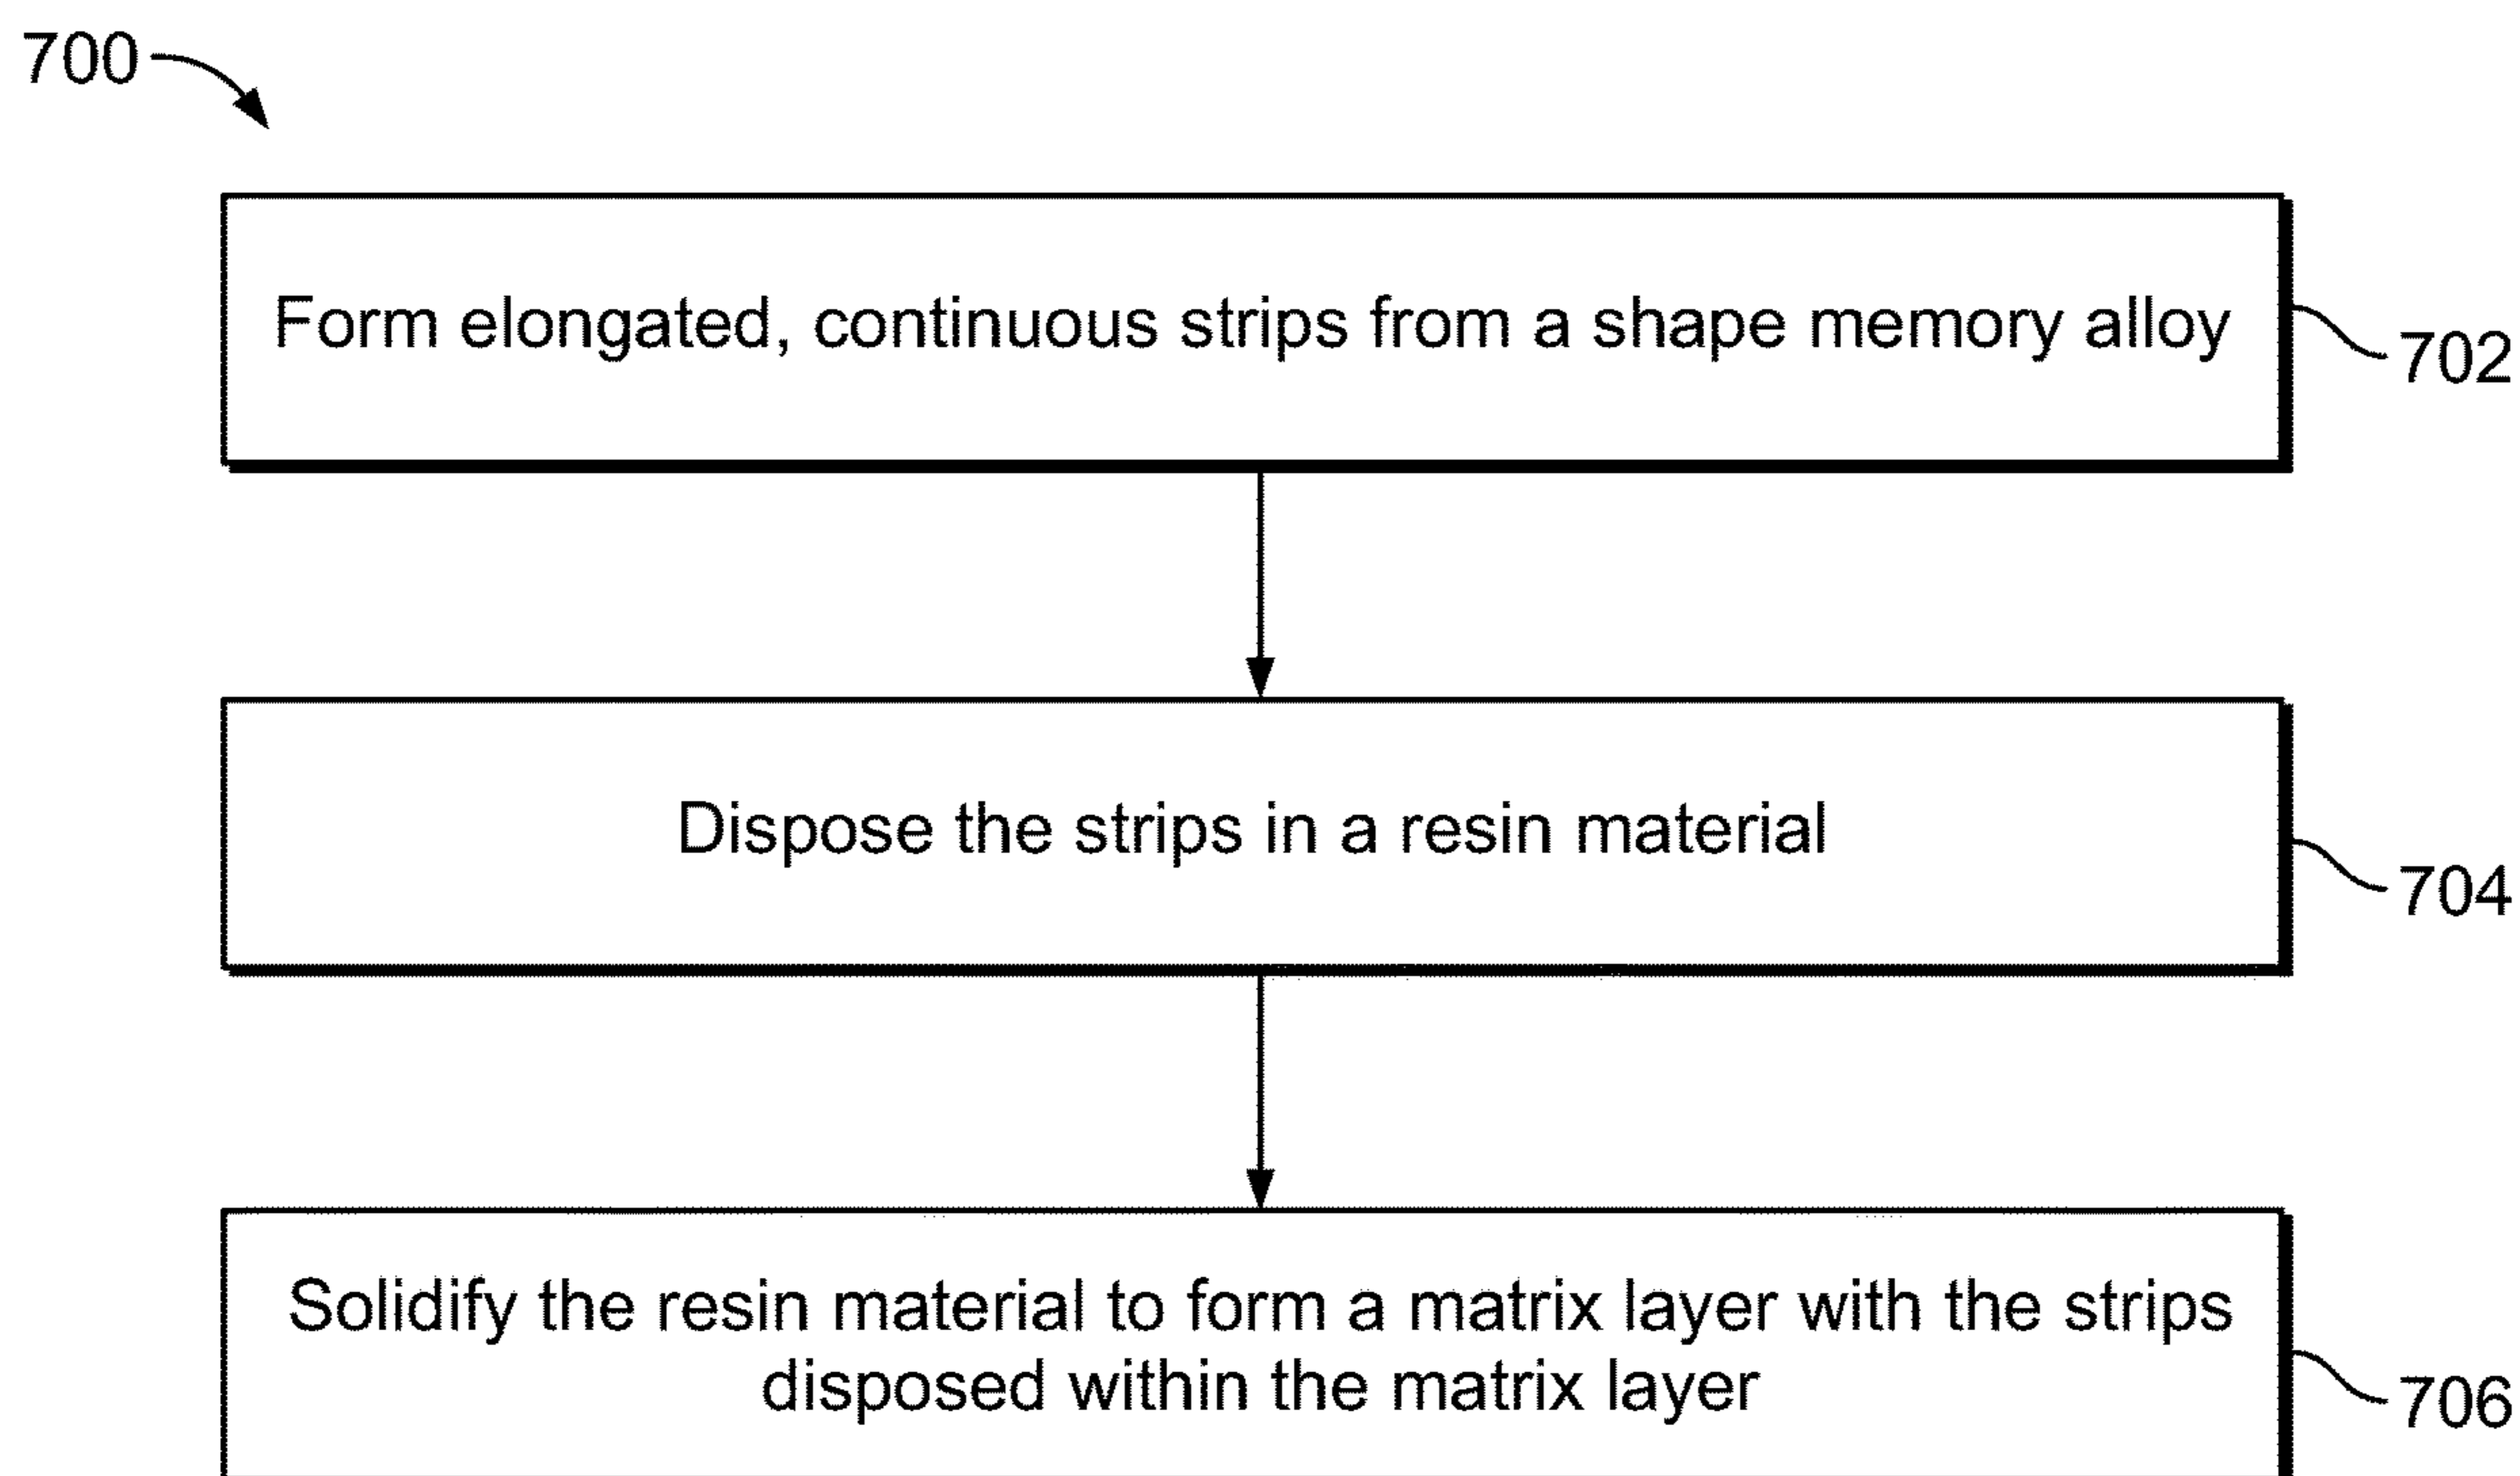 700
Form elongated, continuous strips from a shape memory alloy
702
Dispose the strips in a resin material
704
Solidify the resin material to form a matrix layer with the strips
disposed within the matrix layer
706